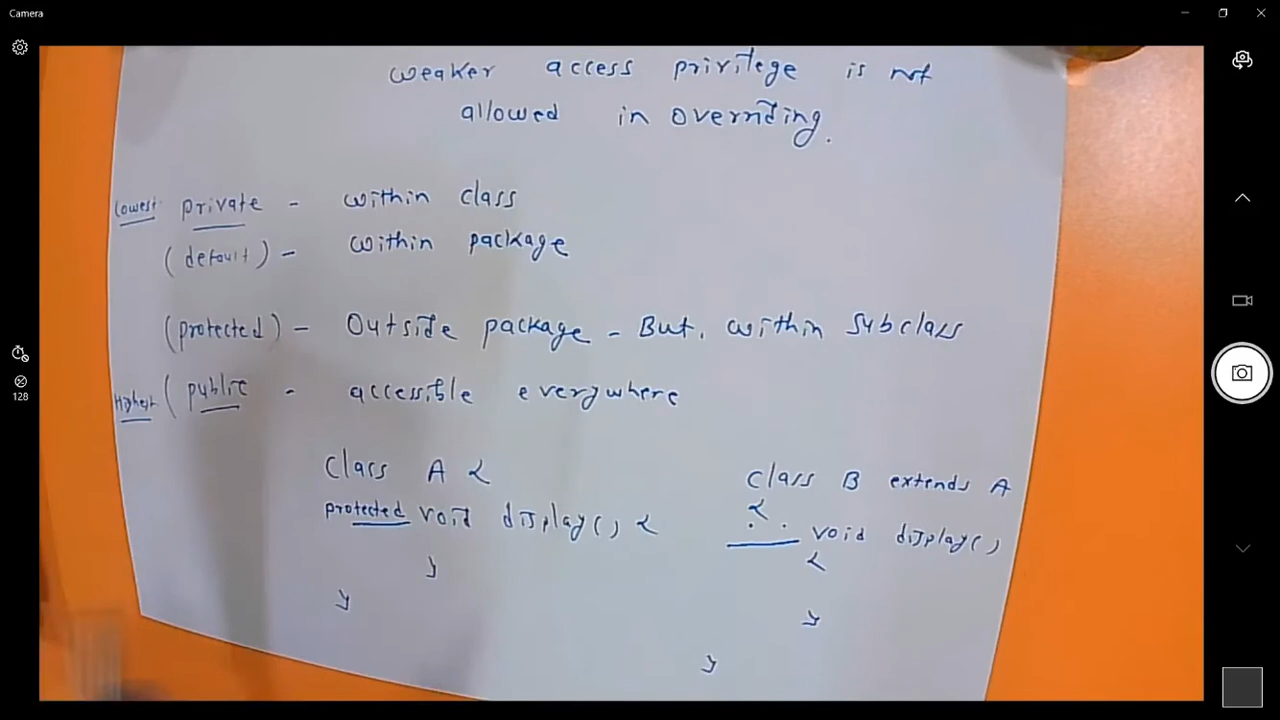 Camera
weaker access privilege is not
allowed in overriding.
Lowest private - within class
(default) - within package
(protected) - Outside package - But, within Subclass
Highest (public - accessible everywhere
Class A {
protected void display() {
}
}
Class B extends A
{
.. void display()
{
}
}
128